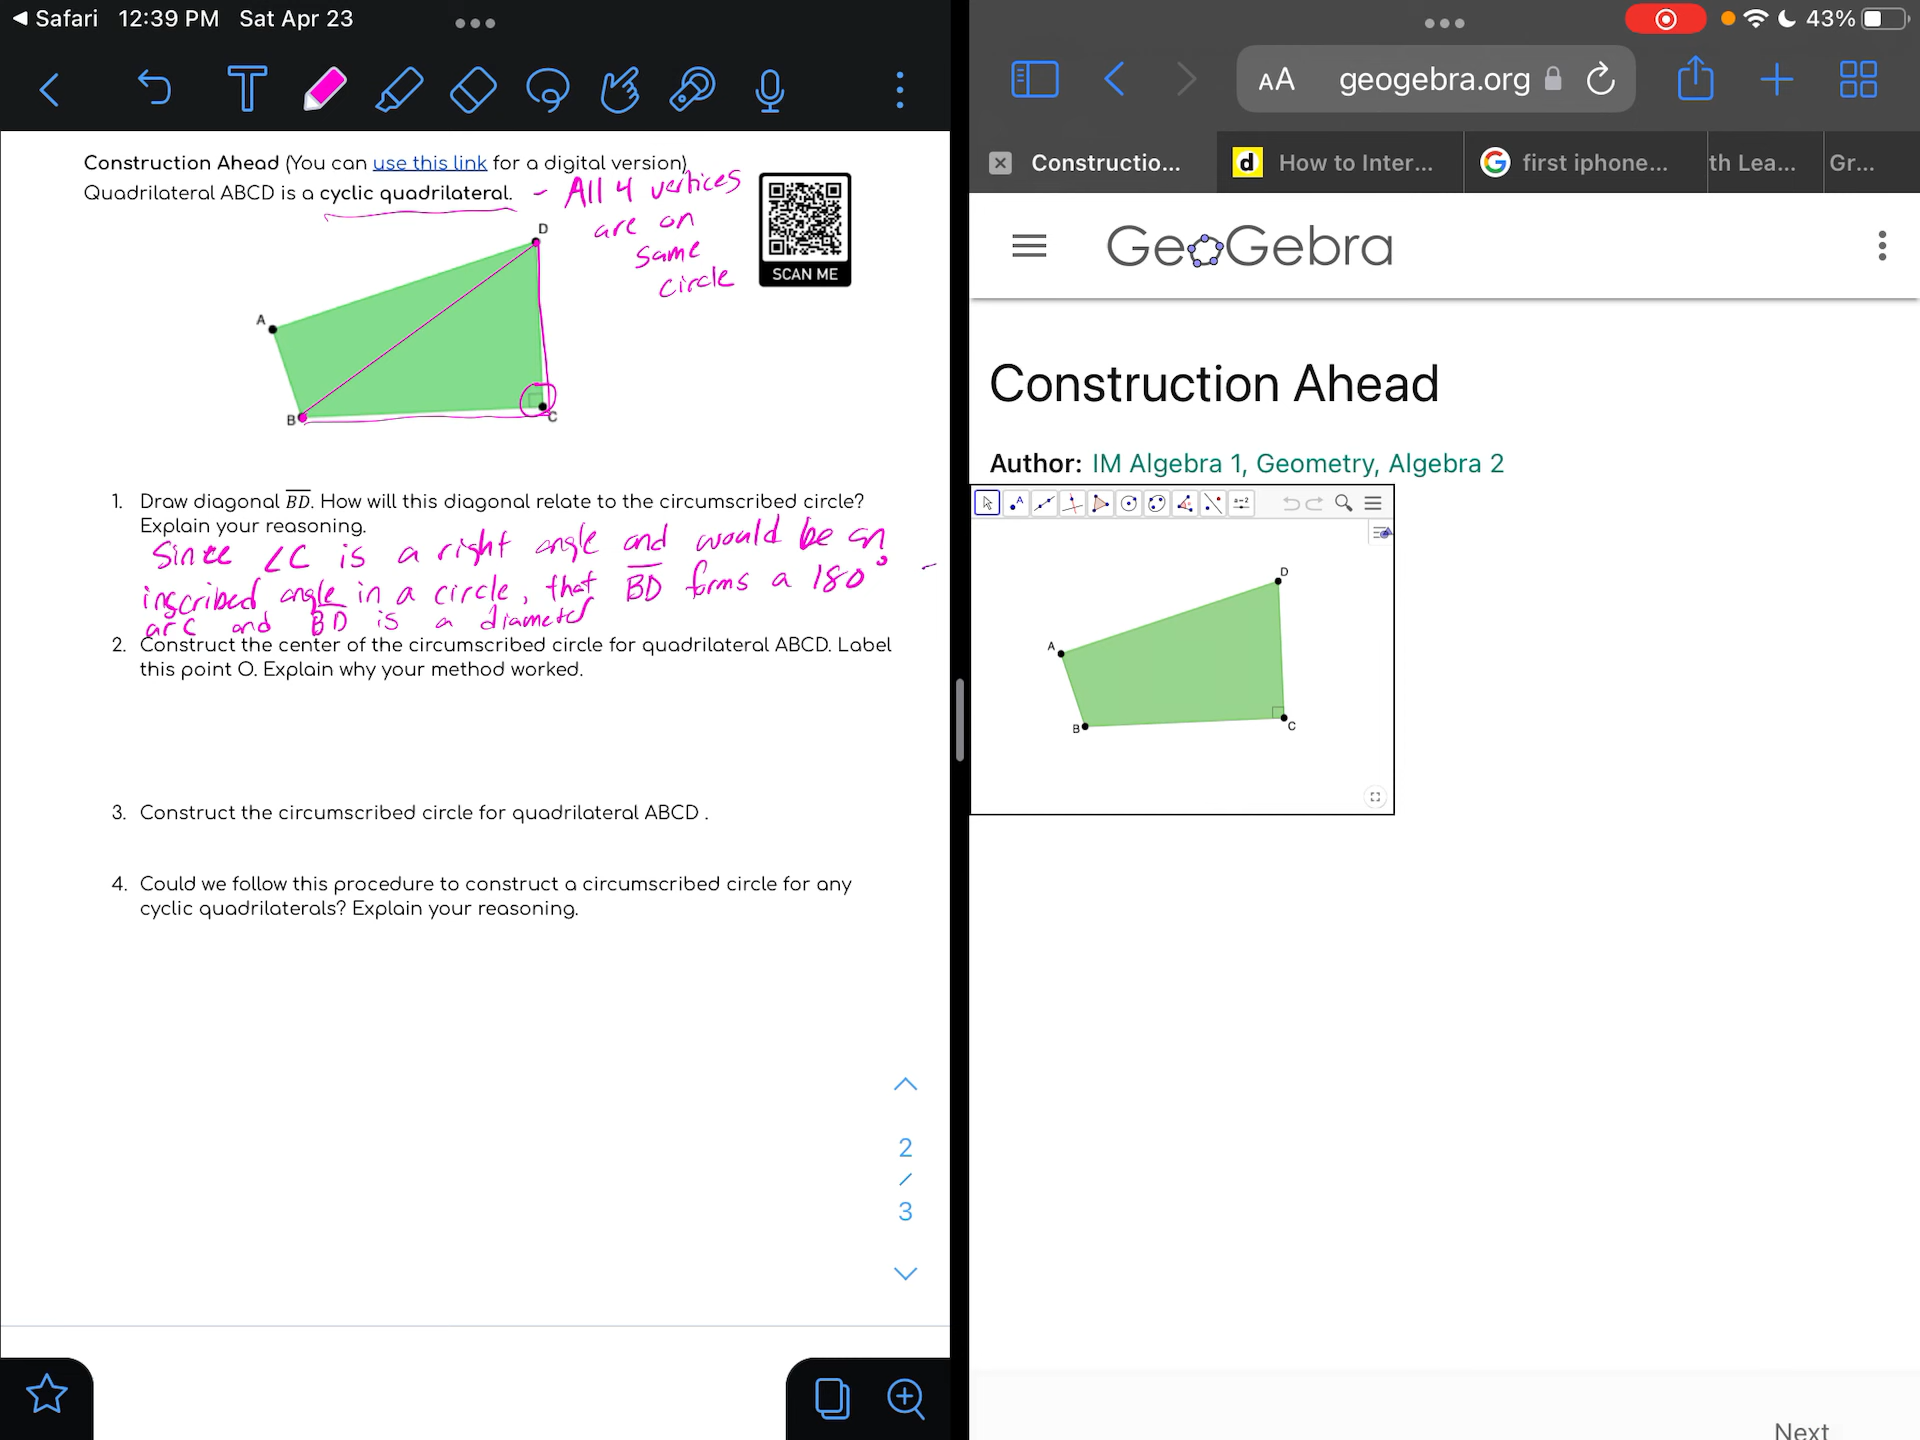 Safari 12:39 PM Sat Apr 23
43%
AA geogebra.org
Constructio... How to Inter... first iphone... th Lea... Gr...
Construction Ahead (You can use this link for a digital version)
Quadrilateral ABCD is a cyclic quadrilateral. - All 4 vertices
are on
same
circle
SCAN ME
D
A
B
C
1. Draw diagonal BD. How will this diagonal relate to the circumscribed circle?
Explain your reasoning.
Since ∠C is a right angle and would be an
inscribed angle in a circle, that BD forms a 180°
arc and BD is a diameter
2. Construct the center of the circumscribed circle for quadrilateral ABCD. Label
this point O. Explain why your method worked.
3. Construct the circumscribed circle for quadrilateral ABCD .
4. Could we follow this procedure to construct a circumscribed circle for any
cyclic quadrilaterals? Explain your reasoning.
2
/
3
GeoGebra
Construction Ahead
Author: IM Algebra 1, Geometry, Algebra 2
A
a=2
D
A
B
C
Next